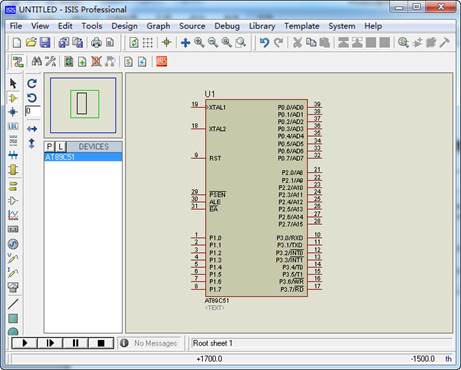 UNTITLED - ISIS Professional
File View Edit Tools Design Graph Source Debug Library Template System Help
0
P L DEVICES
AT89C51
U1
19 XTAL1 P0.0/AD0 39
P0.1/AD1 38
P0.2/AD2 37
18 XTAL2 P0.3/AD3 36
P0.4/AD4 35
P0.5/AD5 34
P0.6/AD6 33
9 RST P0.7/AD7 32
P2.0/A8 21
P2.1/A9 22
P2.2/A10 23
29 PSEN P2.3/A11 24
30 ALE P2.4/A12 25
31 EA P2.5/A13 26
P2.6/A14 27
P2.7/A15 28
1 P1.0 P3.0/RXD 10
2 P1.1 P3.1/TXD 11
3 P1.2 P3.2/INT0 12
4 P1.3 P3.3/INT1 13
5 P1.4 P3.4/T0 14
6 P1.5 P3.5/T1 15
7 P1.6 P3.6/WR 16
8 P1.7 P3.7/RD 17
AT89C51
<TEXT>
No Messages Root sheet 1
+1700.0 -1500.0 th